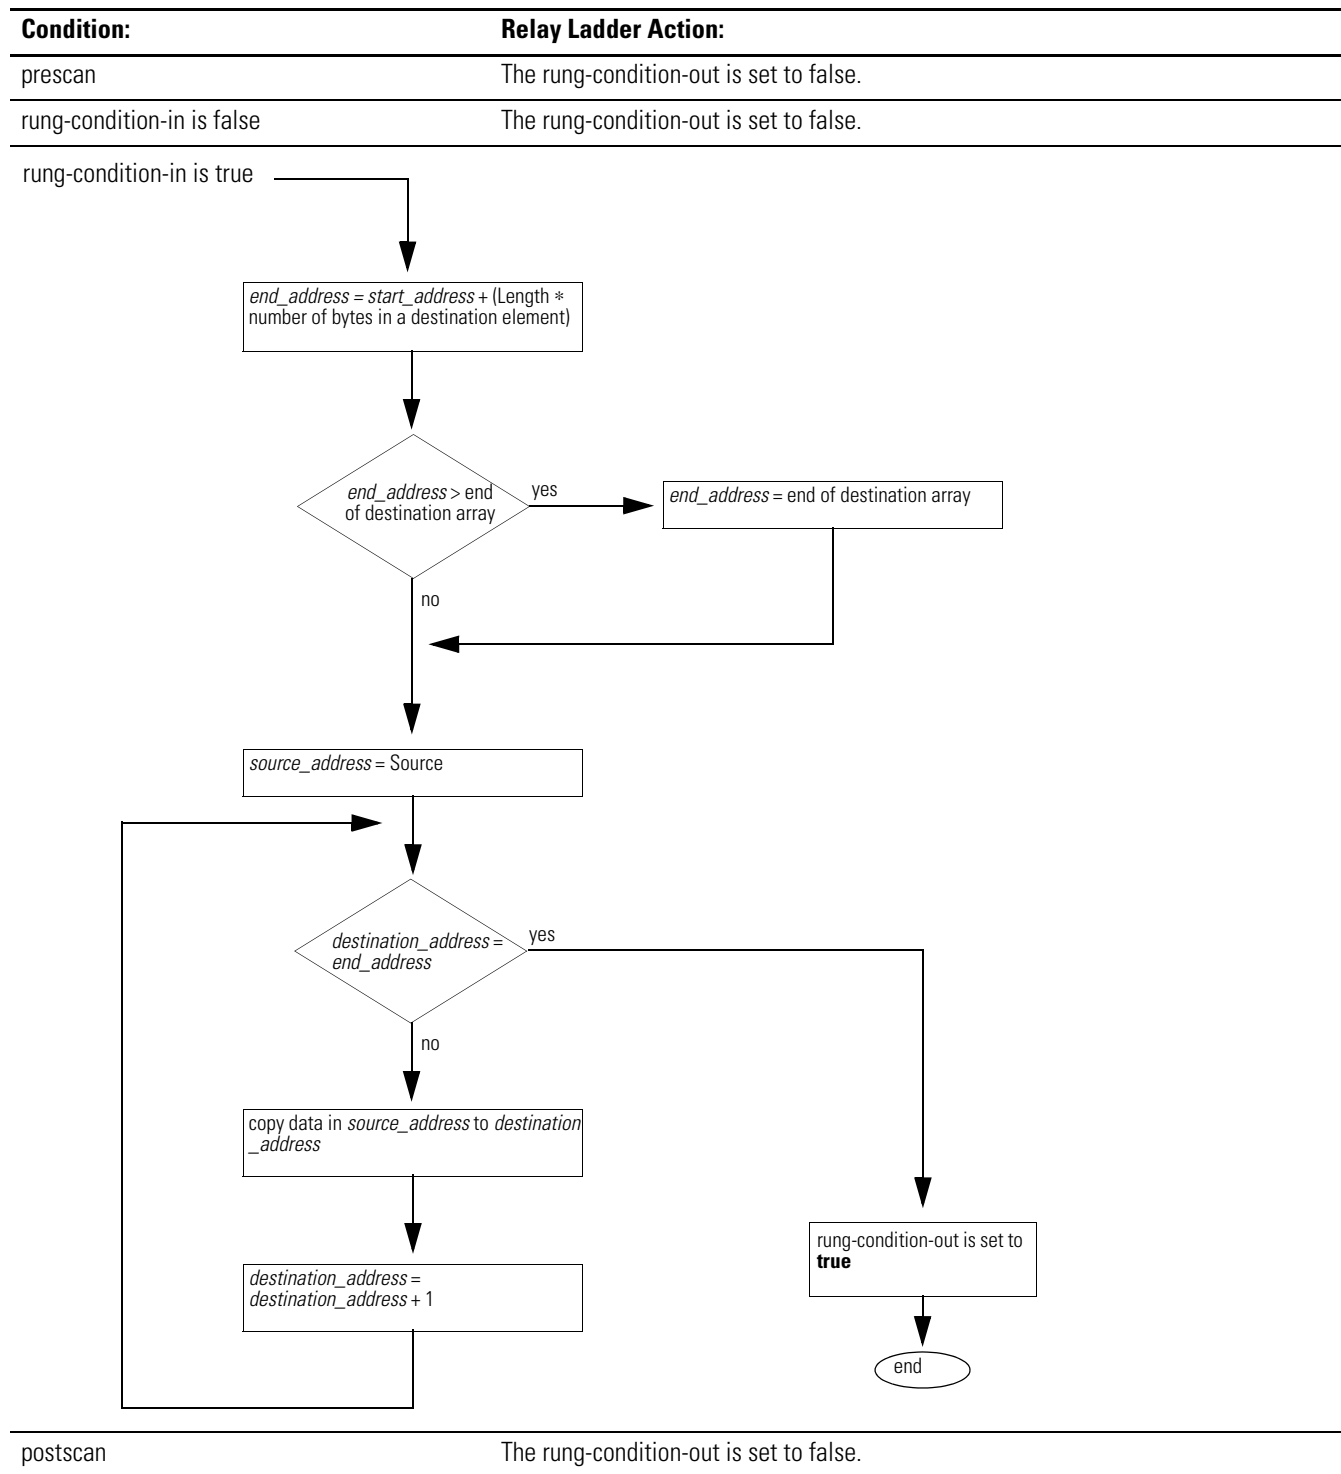 Condition: Relay Ladder Action:
prescan The rung-condition-out is set to false.
rung-condition-in is false The rung-condition-out is set to false.
rung-condition-in is true
end_address = start_address + (Length *
number of bytes in a destination element)
end_address > end
of destination array
yes
end_address = end of destination array
no
source_address = Source
destination_address =
end_address
yes
no
copy data in source_address to destination
_address
rung-condition-out is set to
true
destination_address =
destination_address + 1
end
postscan The rung-condition-out is set to false.